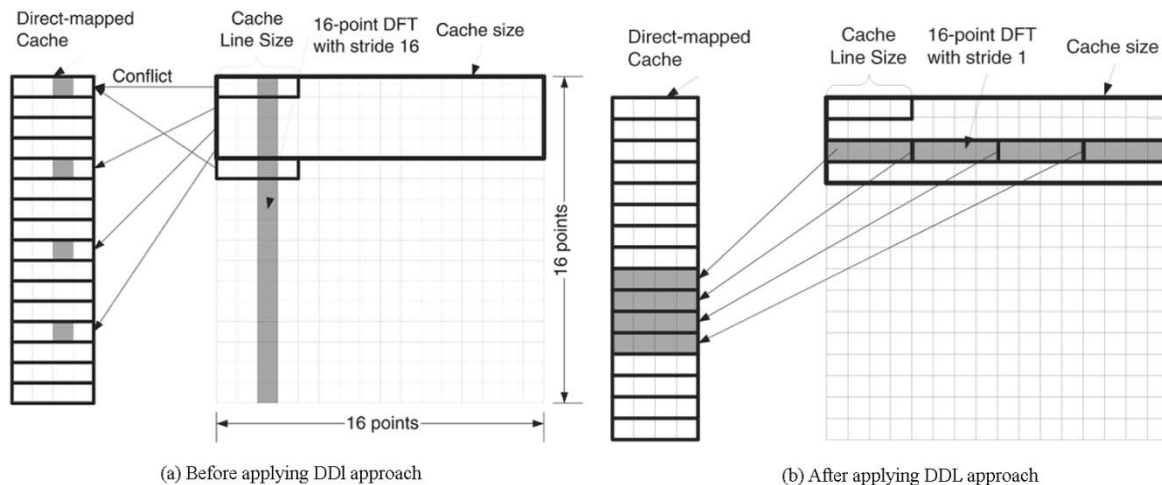 Direct-mapped
Cache
Cache
Line Size
16-point DFT
with stride 16
Cache size
Conflict
16 points
16 points
(a) Before applying DDl approach
Direct-mapped
Cache
Cache
Line Size
16-point DFT
with stride 1
Cache size
(b) After applying DDL approach